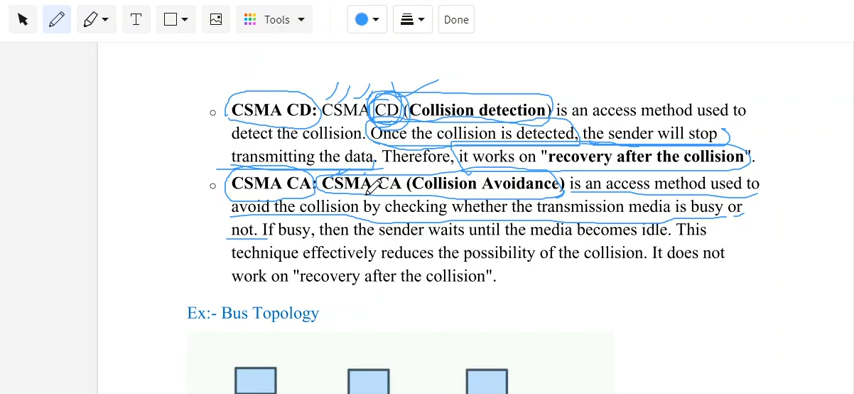 T Tools Done
CSMA CD: CSMA CD (Collision detection) is an access method used to
detect the collision. Once the collision is detected, the sender will stop
transmitting the data. Therefore, it works on "recovery after the collision".
CSMA CA: CSMA CA (Collision Avoidance) is an access method used to
avoid the collision by checking whether the transmission media is busy or
not. If busy, then the sender waits until the media becomes idle. This
technique effectively reduces the possibility of the collision. It does not
work on "recovery after the collision".
Ex:- Bus Topology